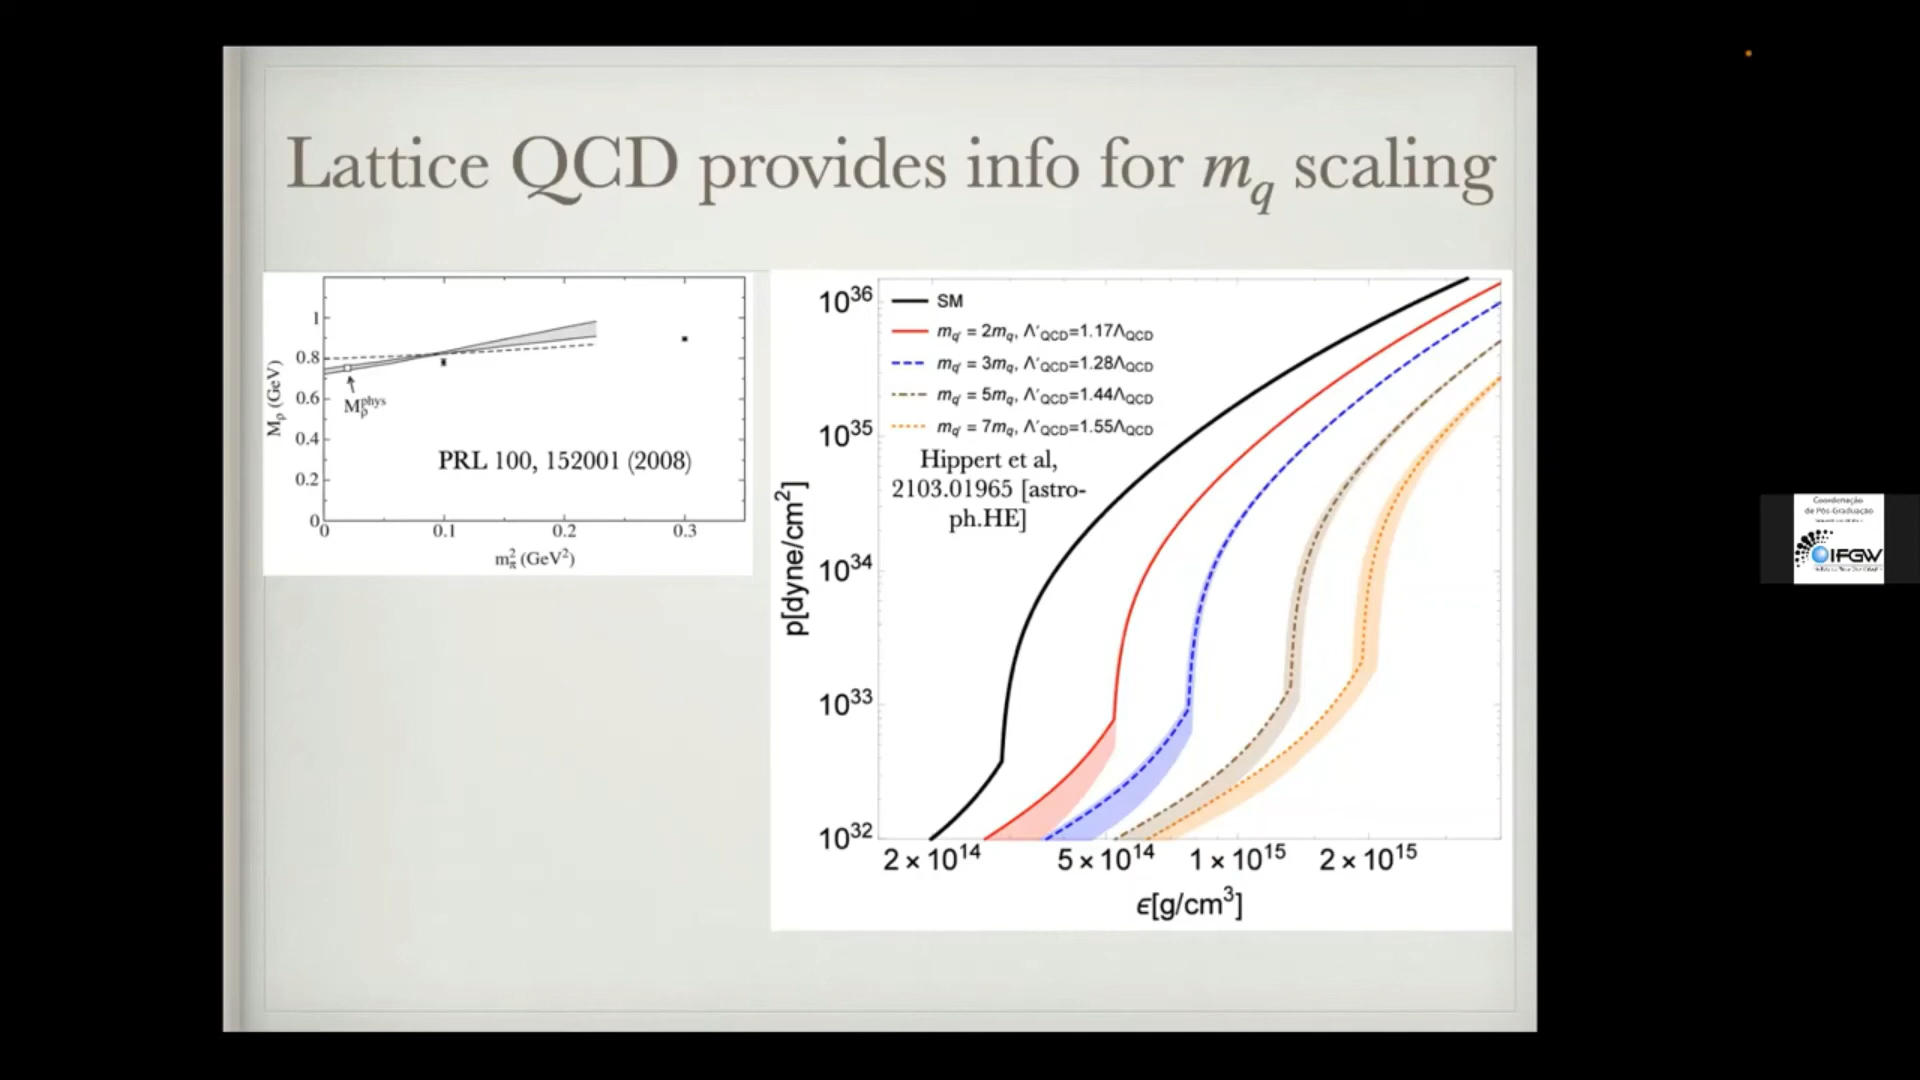 Lattice QCD provides info for m_q scaling
1
0.8
0.6
0.4
0.2
0
M_ρ (GeV)
M_ρ^phys
PRL 100, 152001 (2008)
0 0.1 0.2 0.3
m_π^2 (GeV^2)
10^36
10^35
10^34
10^33
10^32
p[dyne/cm^2]
SM
m_q' = 2m_q, Λ'_QCD=1.17Λ_QCD
m_q' = 3m_q, Λ'_QCD=1.28Λ_QCD
m_q' = 5m_q, Λ'_QCD=1.44Λ_QCD
m_q' = 7m_q, Λ'_QCD=1.55Λ_QCD
Hippert et al,
2103.01965 [astro-
ph.HE]
2×10^14 5×10^14 1×10^15 2×10^15
ϵ[g/cm^3]
Coordenação
de Pós-Graduação
IFGW